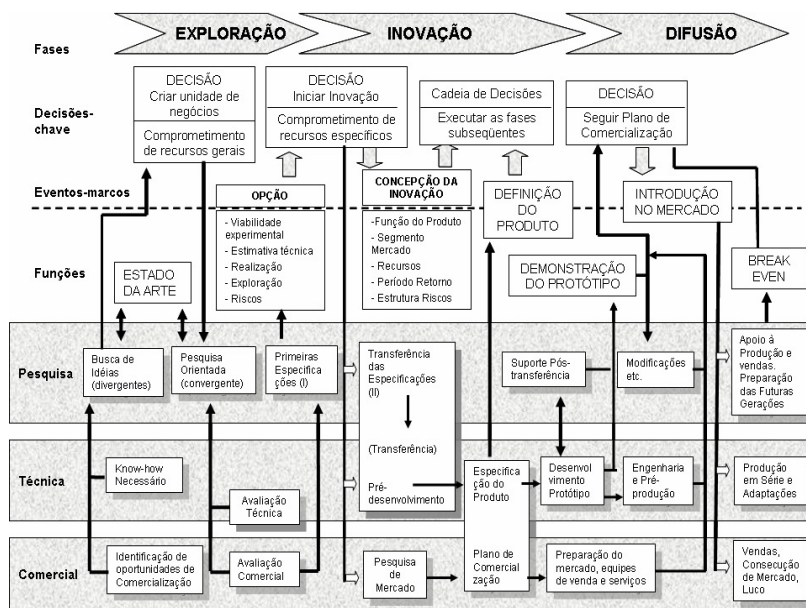 Fases
EXPLORAÇÃO
INOVAÇÃO
DIFUSÃO
Decisões-
chave
DECISÃO
Criar unidade de
negócios
Comprometimento
de recursos gerais
DECISÃO
Iniciar Inovação
Comprometimento de
recursos específicos
Cadeia de Decisões
Executar as fases
subseqüentes
DECISÃO
Seguir Plano de
Comercialização
Eventos-marcos
OPÇÃO
CONCEPÇÃO DA
INOVAÇÃO
DEFINIÇÃO
DO
PRODUTO
INTRODUÇÃO
NO MERCADO
Funções
ESTADO
DA ARTE
- Viabilidade
experimental
- Estimativa técnica
- Realização
- Exploração
- Riscos
-Função do Produto
- Segmento
Mercado
- Recursos
- Período Retorno
- Estrutura Riscos
DEMONSTRAÇÃO
DO PROTÓTIPO
BREAK
EVEN
Pesquisa
Busca de
Idéias
(divergentes)
Pesquisa
Orientada
(convergente)
Primeiras
Especifica
ções (I)
Transferência
das
Especificações
(II)
(Transferência)
Pré-
desenvolvimento
Suporte Pós-
transferência
Modificações
etc.
Apoio à
Produção e
vendas.
Preparação
das Futuras
Gerações
Técnica
Know-how
Necessário
Avaliação
Técnica
Especifica
ção do
Produto
Plano de
Comercial
zação
Desenvol
vimento
Protótipo
Engenharia
e Pré-
Produção
Produção
em Série e
Adaptações
Comercial
Identificação de
oportunidades de
Comercialização
Avaliação
Comercial
Pesquisa
de
Mercado
Preparação do
mercado, equipes
de venda e serviços
Vendas,
Consecução
de Mercado,
Luco